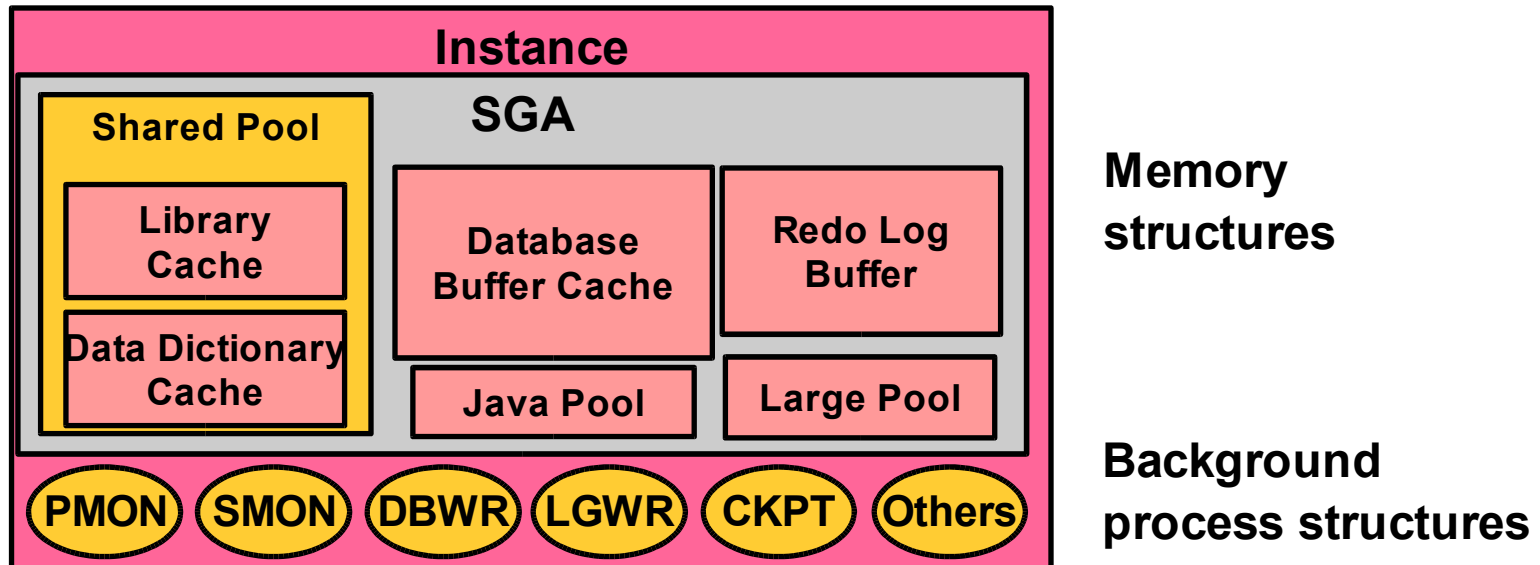 Instance
SGA
Shared Pool
Library
Cache
Data Dictionary
Cache
Database
Buffer Cache
Redo Log
Buffer
Java Pool
Large Pool
Memory
structures
PMON
SMON
DBWR
LGWR
CKPT
Others
Background
process structures